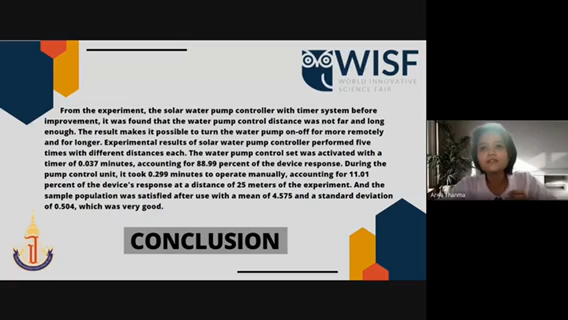 WISF
WORLD INNOVATIVE
SCIENCE FAIR
From the experiment, the solar water pump controller with timer system before
improvement, it was found that the water pump control distance was not far and long
enough. The result makes it possible to turn the water pump on-off for more remotely
and for longer. Experimental results of solar water pump controller performed five
times with different distances each. The water pump control set was activated with a
timer of 0.037 minutes, accounting for 88.99 percent of the device response. During the
pump control unit, it took 0.299 minutes to operate manually, accounting for 11.01
percent of the device's response at a distance of 25 meters of the experiment. And the
sample population was satisfied after use with a mean of 4.575 and a standard deviation
of 0.504, which was very good.
CONCLUSION
Thanma